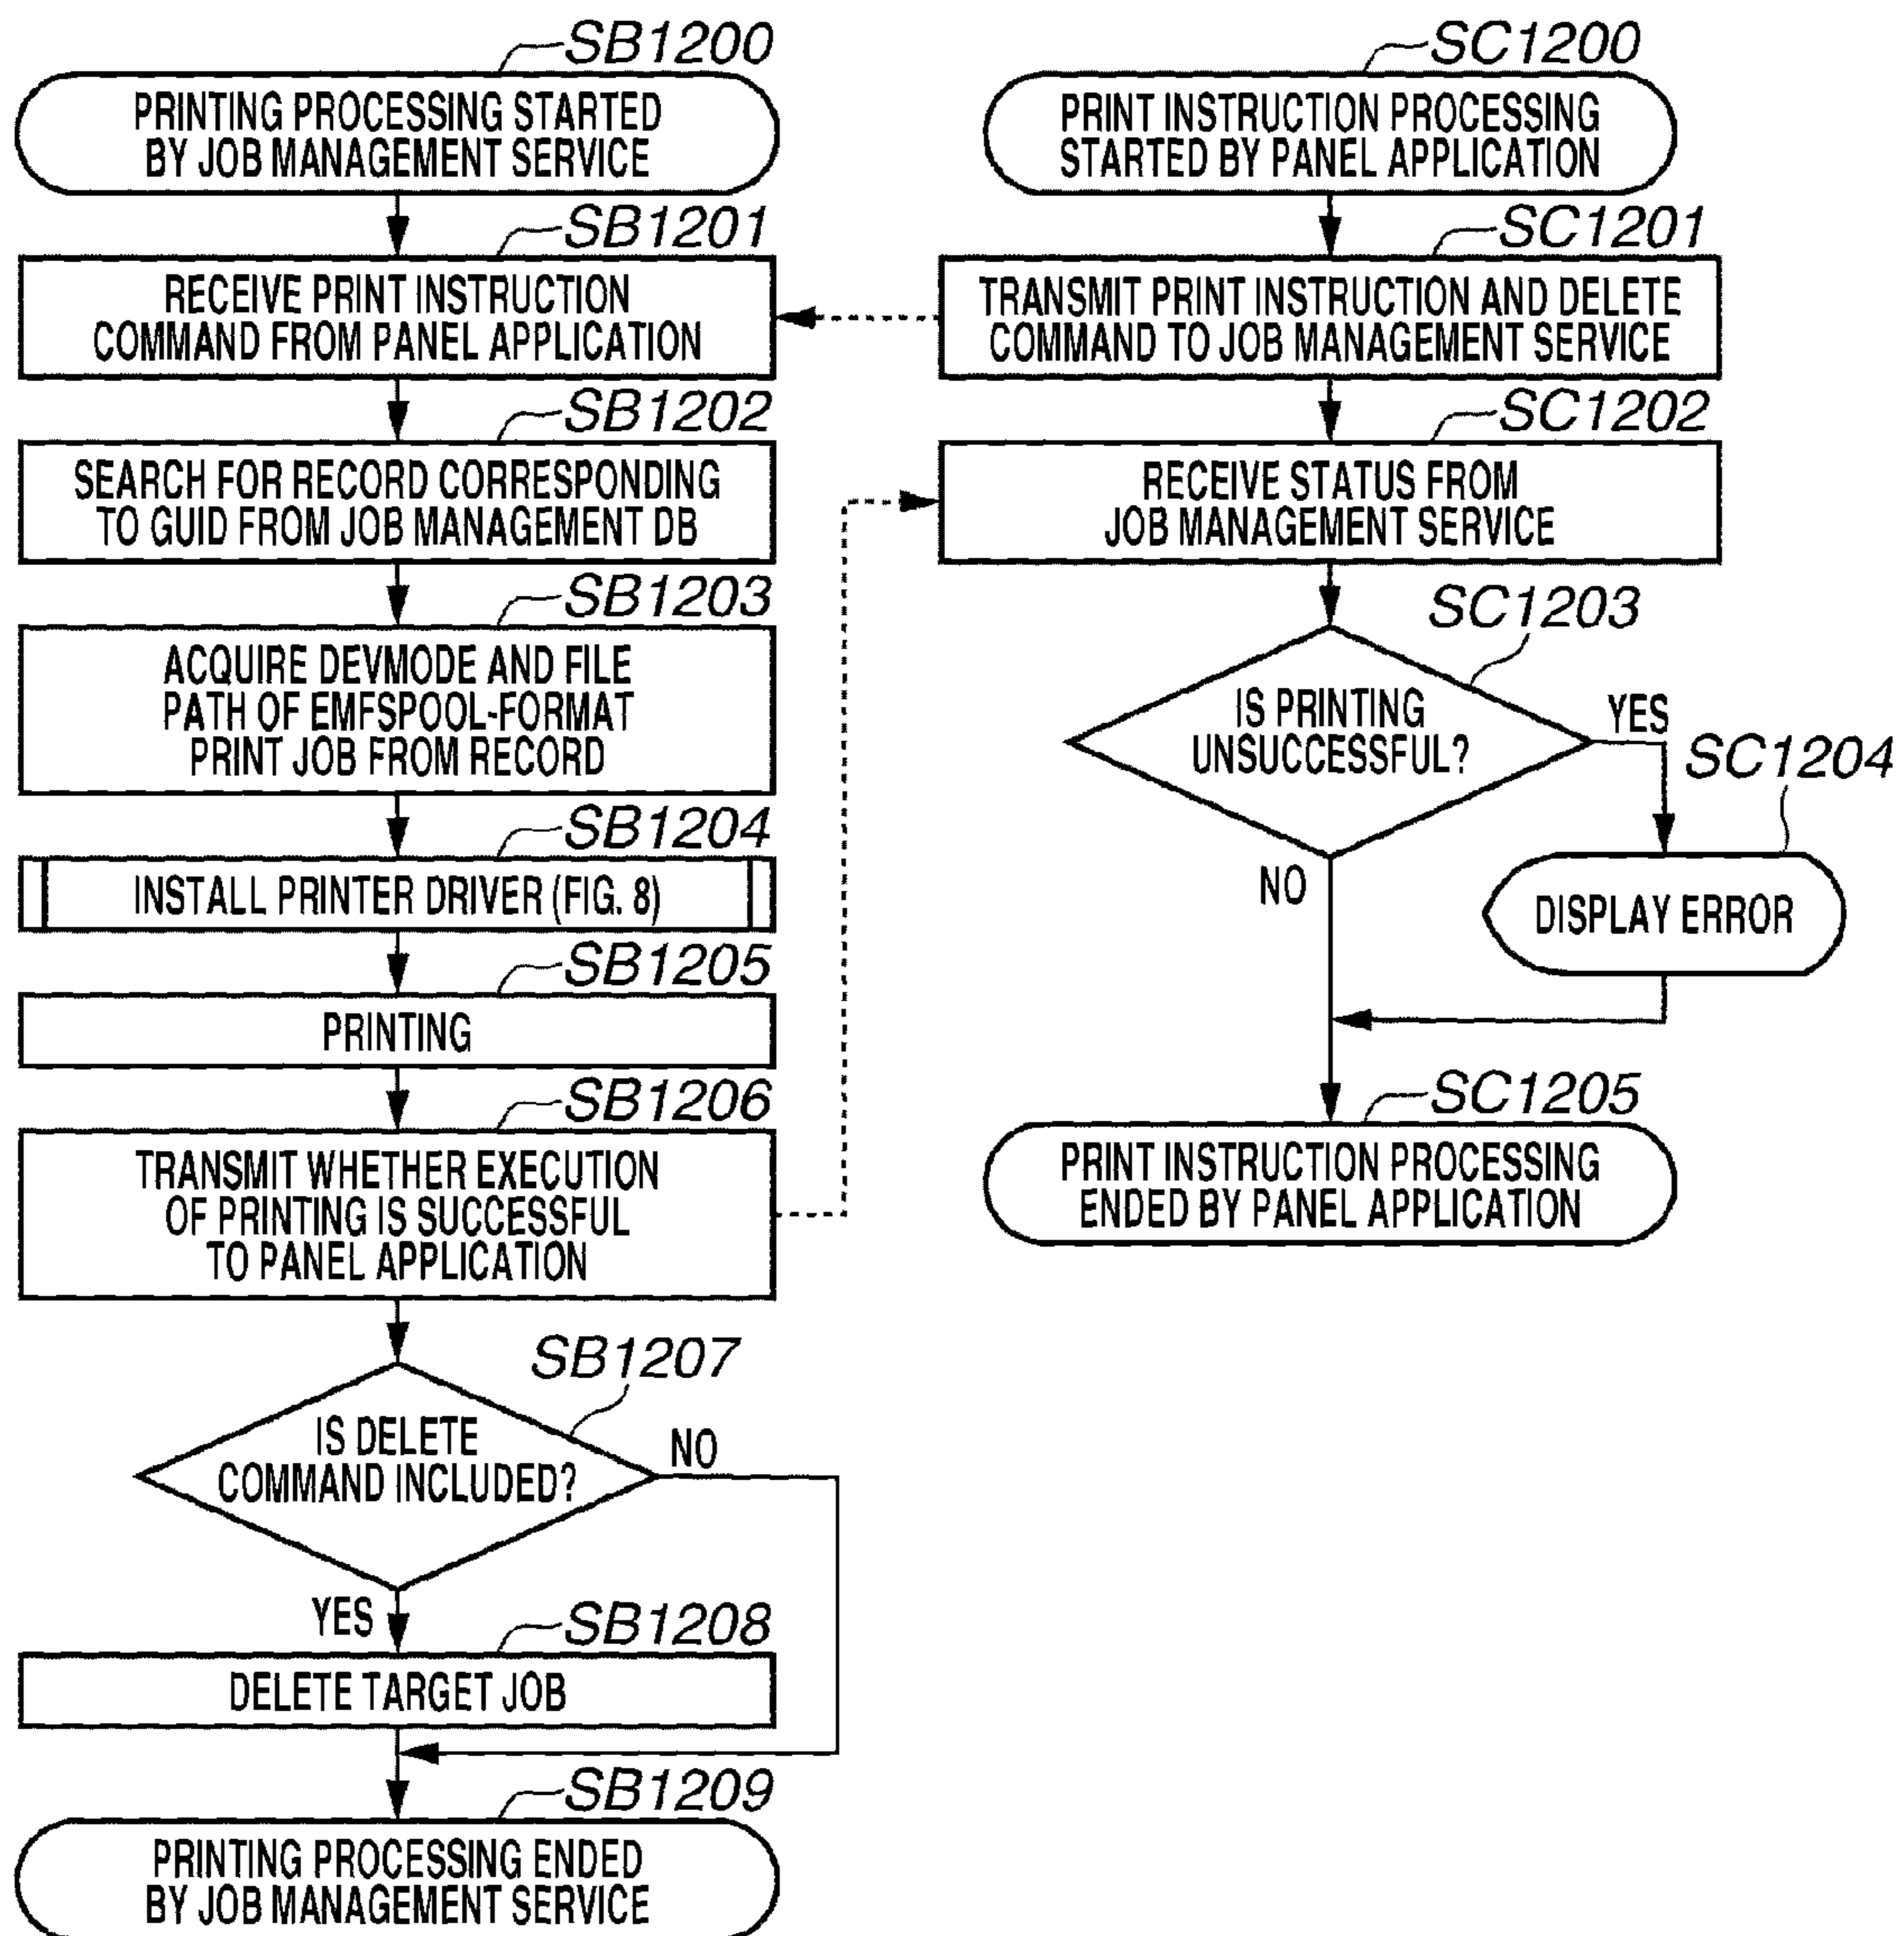 SB1200
PRINTING PROCESSING STARTED
BY JOB MANAGEMENT SERVICE
SB1201
RECEIVE PRINT INSTRUCTION
COMMAND FROM PANEL APPLICATION
SB1202
SEARCH FOR RECORD CORRESPONDING
TO GUID FROM JOB MANAGEMENT DB
SB1203
ACQUIRE DEVMODE AND FILE
PATH OF EMFSPOOL-FORMAT
PRINT JOB FROM RECORD
SB1204
INSTALL PRINTER DRIVER (FIG. 8)
SB1205
PRINTING
SB1206
TRANSMIT WHETHER EXECUTION
OF PRINTING IS SUCCESSFUL
TO PANEL APPLICATION
SB1207
IS DELETE
COMMAND INCLUDED?
NO
YES
SB1208
DELETE TARGET JOB
SB1209
PRINTING PROCESSING ENDED
BY JOB MANAGEMENT SERVICE
SC1200
PRINT INSTRUCTION PROCESSING
STARTED BY PANEL APPLICATION
SC1201
TRANSMIT PRINT INSTRUCTION AND DELETE
COMMAND TO JOB MANAGEMENT SERVICE
SC1202
RECEIVE STATUS FROM
JOB MANAGEMENT SERVICE
SC1203
IS PRINTING
UNSUCCESSFUL?
YES
SC1204
NO
DISPLAY ERROR
SC1205
PRINT INSTRUCTION PROCESSING
ENDED BY PANEL APPLICATION